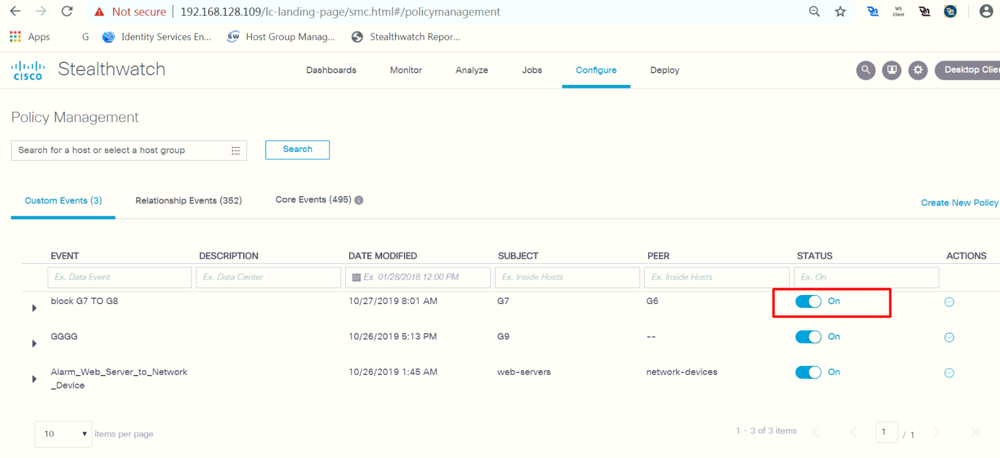 Not secure | 192.168.128.109/lc-landing-page/smc.html#/policymanagement WS Client
Apps G Identity Services En... SW Host Group Manag... Stealthwatch Repor...
CISCO Stealthwatch Dashboards Monitor Analyze Jobs Configure Deploy Desktop Clier
Policy Management
Search for a host or select a host group Search
Custom Events (3) Relationship Events (352) Core Events (495) i Create New Policy
EVENT DESCRIPTION DATE MODIFIED SUBJECT PEER STATUS ACTIONS
Ex. Data Event Ex. Data Center Ex. 01/28/2018 12:00 PM Ex. Inside Hosts Ex. Inside Hosts Ex. On
block G7 TO G8 10/27/2019 8:01 AM G7 G6 On
GGGG 10/26/2019 5:13 PM G9 -- On
Alarm_Web_Server_to_Network 10/26/2019 1:45 AM web-servers network-devices On
_Device
10 items per page 1 - 3 of 3 items 1 / 1